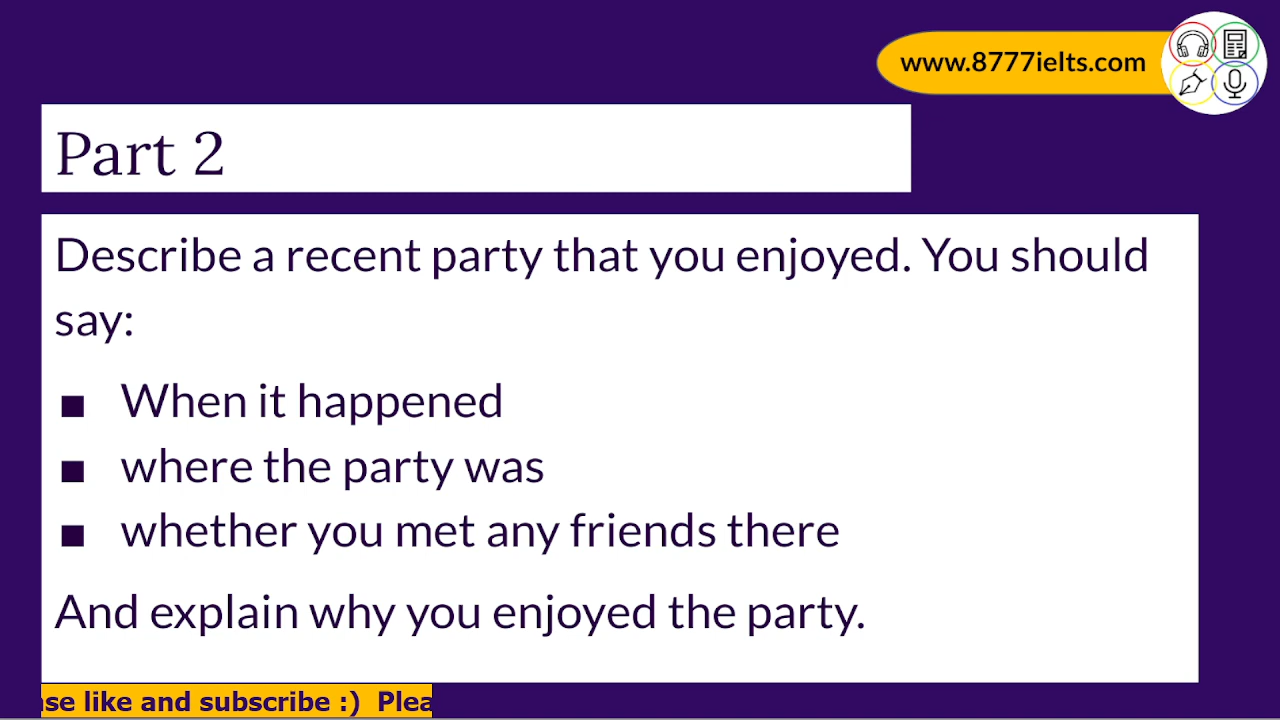 www.8777ielts.com
Part 2
Describe a recent party that you enjoyed. You should
say:
■ When it happened
■ where the party was
■ whether you met any friends there
And explain why you enjoyed the party.
se like and subscribe :) Plea